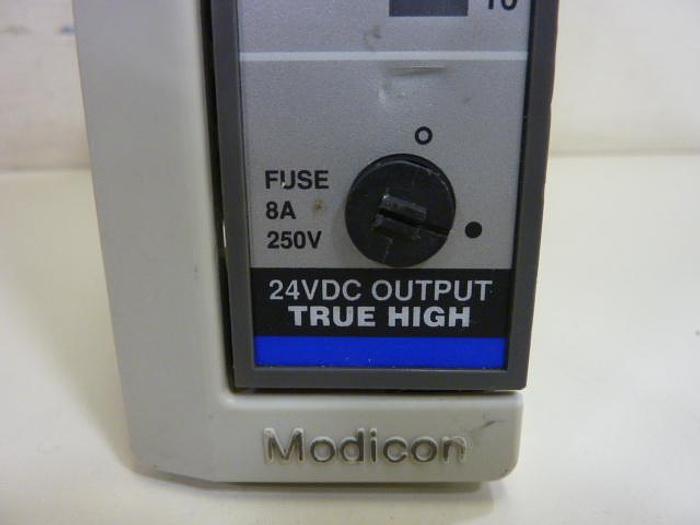 FUSE
8A
250V
24VDC OUTPUT
TRUE HIGH
Modicon